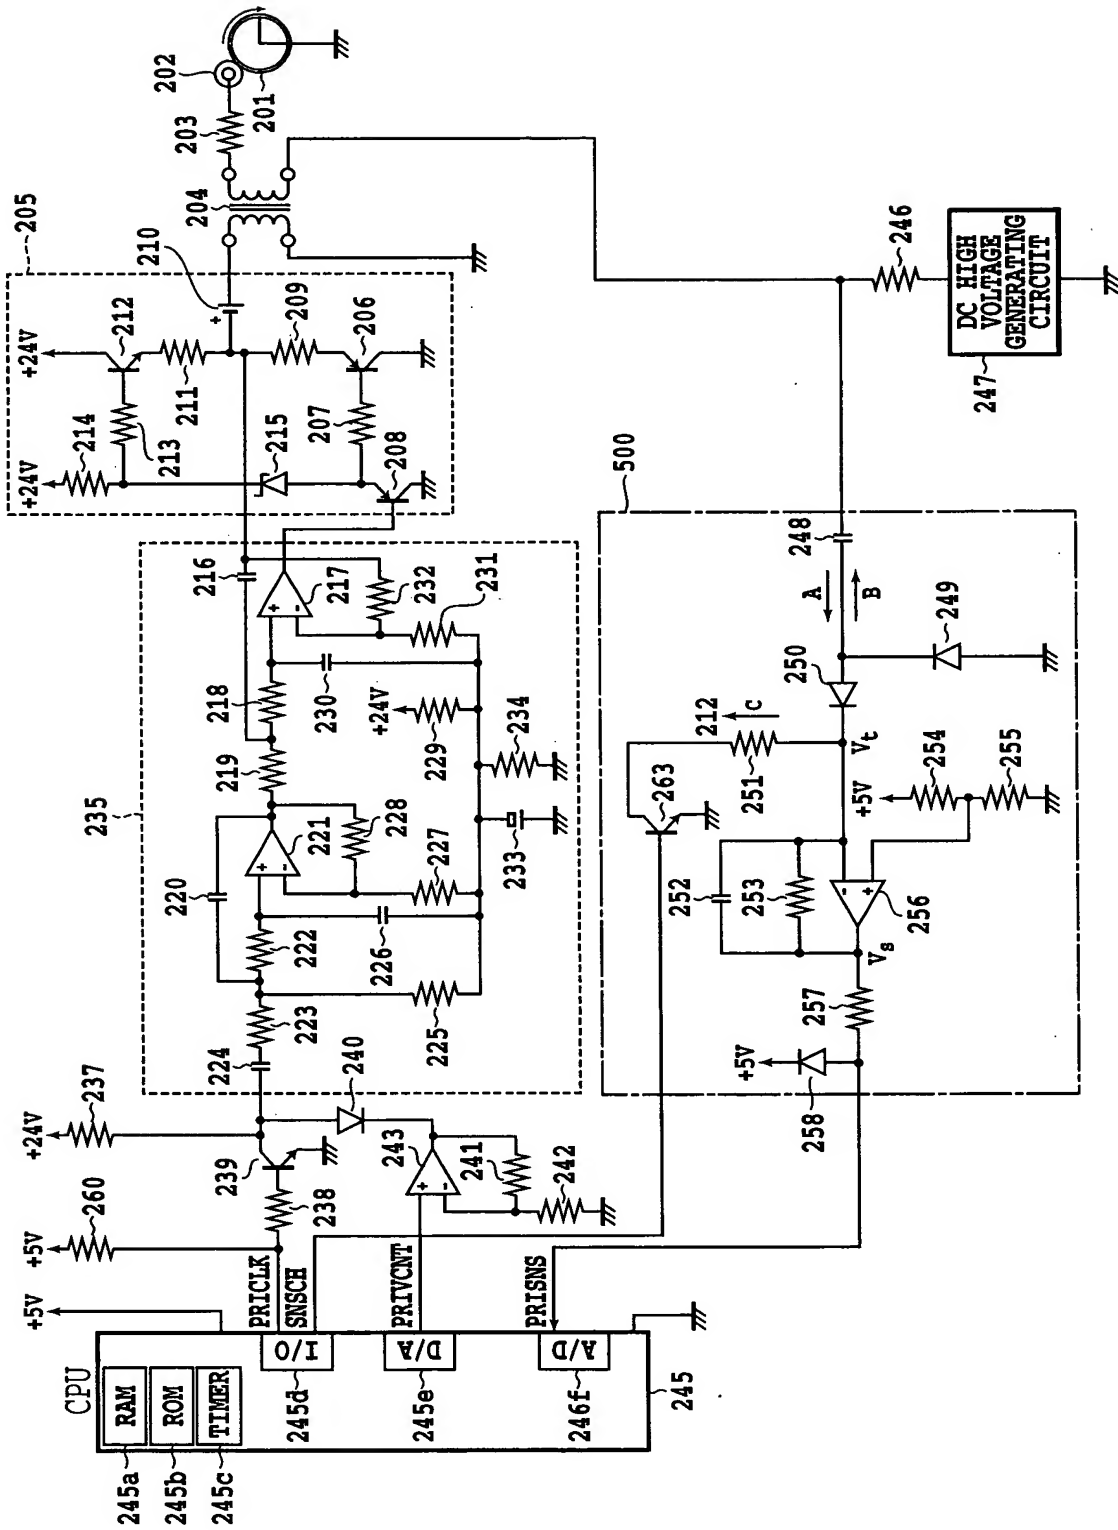 CPU
RAM
ROM
TIMER
245a
245b
245c
I/O
245d
D/A
245e
A/D
246f
245
+5V
PRICLK
SNSCH
PRIVCNT
PRISNS
+5V
260
+24V
237
238
239
240
243
241
242
235
224
223
222
220
221
225
226
228
227
219
218
216
217
230
+24V
229
232
231
233
234
205
+24V
214
213
215
207
208
+24V
212
211
210
+
209
206
204
203
202
201
246
DC HIGH
VOLTAGE
GENERATING
CIRCUIT
247
500
248
A
B
249
250
212
C
251
263
Vt
+5V
254
255
252
253
256
Vs
257
+5V
258
+
-
+
-
+
-
-
+